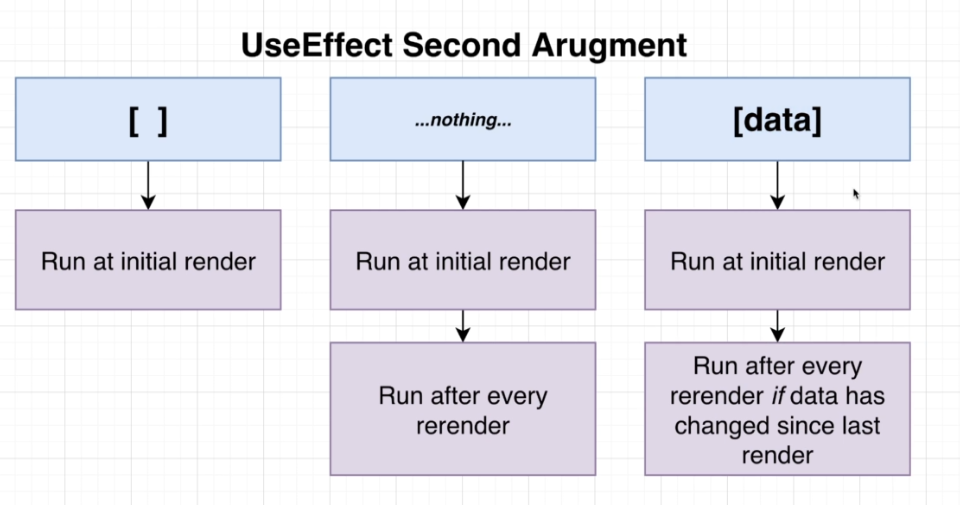 UseEffect Second Arugment
[ ]
...nothing...
[data]
Run at initial render
Run at initial render
Run at initial render
Run after every
rerender
Run after every
rerender if data has
changed since last
render